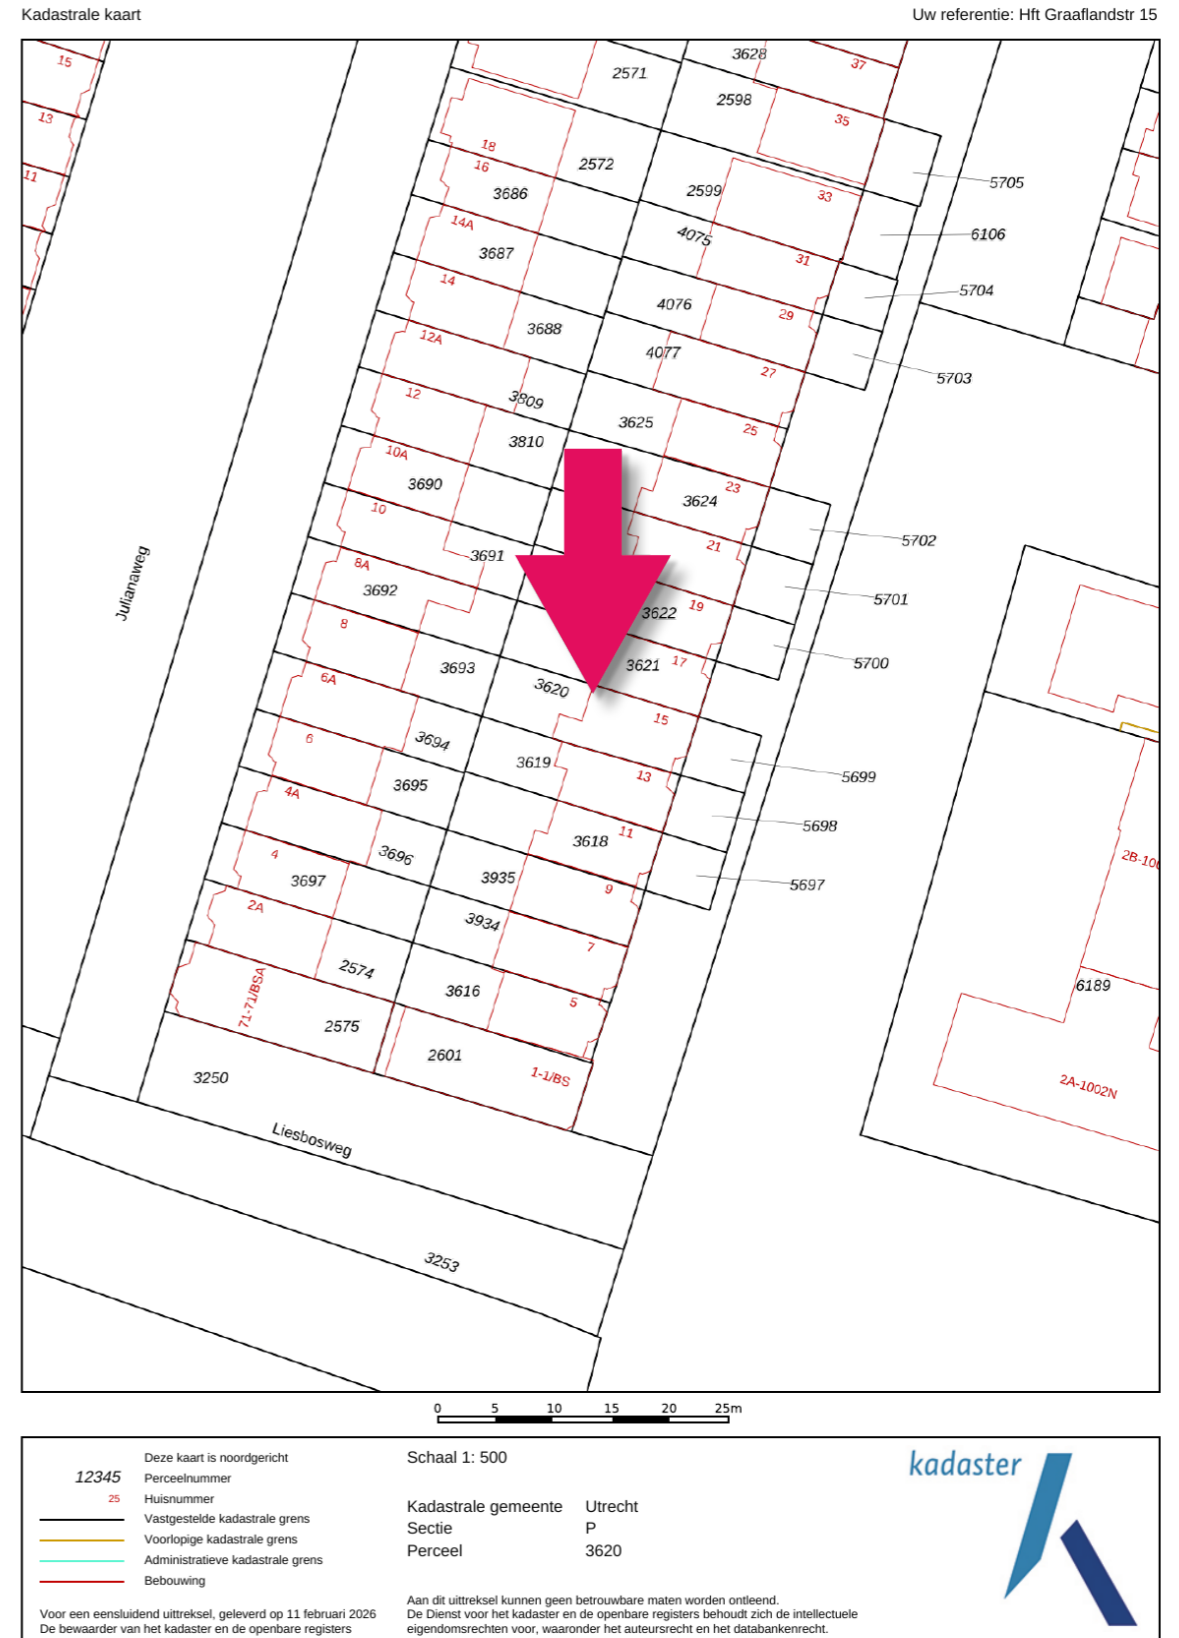 Kadastrale kaart
Uw referentie: Hft Graaflandstr 15
15
2571
3628
37
2598
35
13
18
2572
5705
11
16
3686
2599
33
14A
3687
4075
6106
31
14
4076
5704
29
3688
12A
4077
27
5703
12
3809
3625
25
3810
10A
3690
23
3624
10
5702
21
3691
8A
3692
19
3622
5701
8
3693
17
3621
5700
Julianaweg
6A
3620
15
6
3694
3619
13
5699
3695
4A
11
3618
5698
4
3696
2B-100
3697
3935
9
5697
2A
3934
7
2574
71-71/BSA
3616
5
6189
2575
2601
1-1/BS
3250
2A-1002N
Liesbosweg
3253
0 5 10 15 20 25m
Deze kaart is noordgericht
12345 Perceelnummer
25 Huisnummer
Vastgestelde kadastrale grens
Voorlopige kadastrale grens
Administratieve kadastrale grens
Bebouwing
Voor een eensluidend uittreksel, geleverd op 11 februari 2026
De bewaarder van het kadaster en de openbare registers
Schaal 1: 500
Kadastrale gemeente Utrecht
Sectie P
Perceel 3620
Aan dit uittreksel kunnen geen betrouwbare maten worden ontleend.
De Dienst voor het kadaster en de openbare registers behoudt zich de intellectuele
eigendomsrechten voor, waaronder het auteursrecht en het databankenrecht.
kadaster